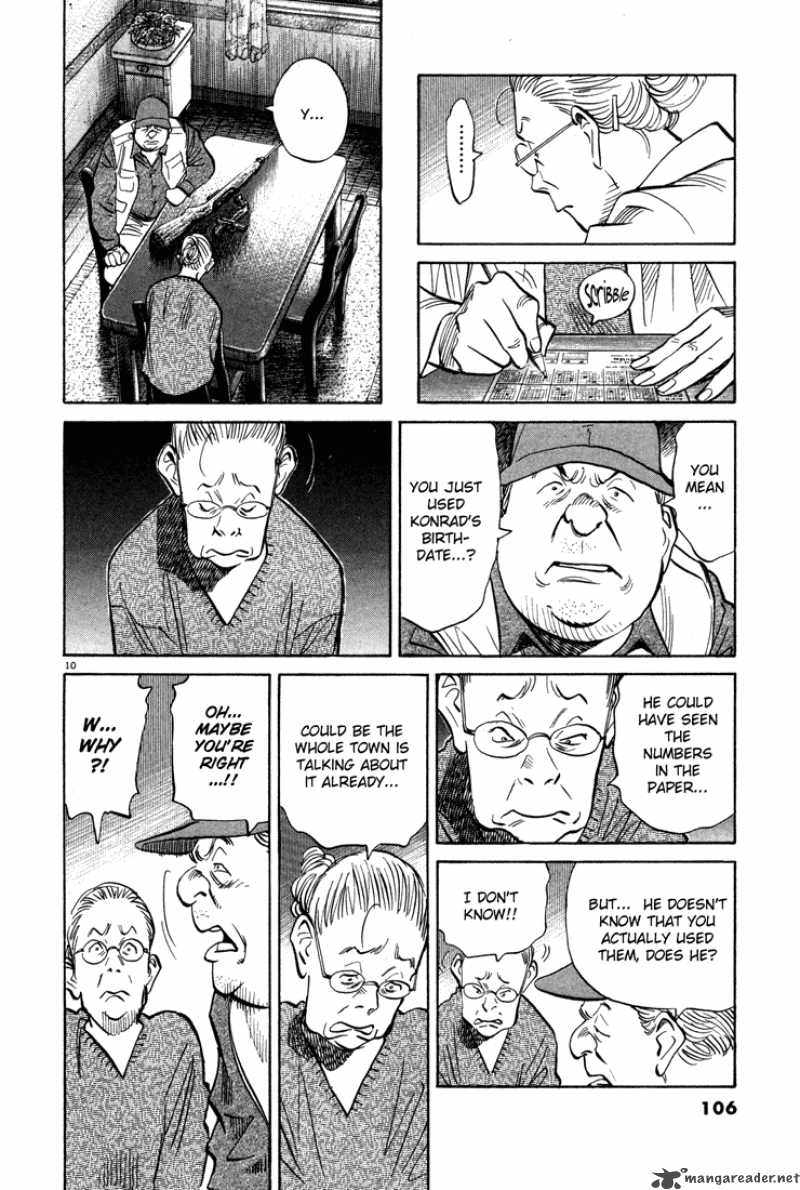 ........
scribble
Y...
YOU
MEAN
...
YOU JUST
USED
KONRAD'S
BIRTH-
DATE...?
10
HE COULD
HAVE SEEN
THE
NUMBERS
IN THE
PAPER...
BUT... HE DOESN'T
KNOW THAT YOU
ACTUALLY USED
THEM, DOES HE?
I DON'T
KNOW!!
COULD BE THE
WHOLE TOWN IS
TALKING ABOUT
IT ALREADY...
OH...
MAYBE
YOU'RE
RIGHT
...!!
W...
WHY
?!
106
mangareader.net